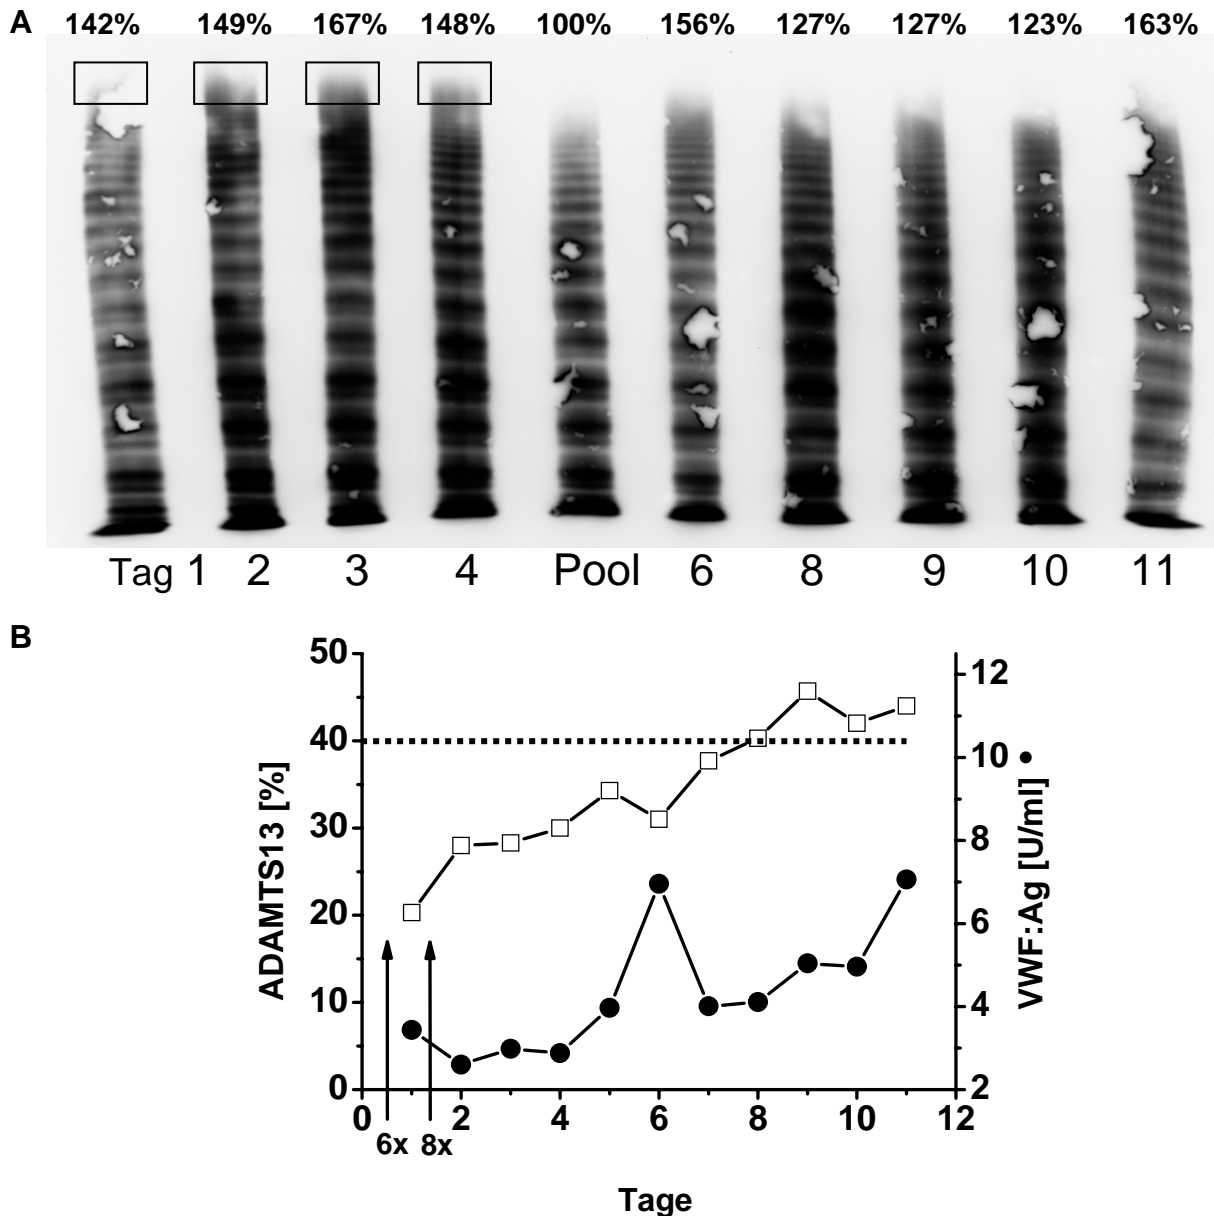 A 142% 149% 167% 148% 100% 156% 127% 127% 123% 163%
Tag 1 2 3 4 Pool 6 8 9 10 11
B
50
40
30
20
10
0
ADAMTS13 [%]
12
10
8
6
4
2
VWF:Ag [U/ml] ●
0 2 4 6 8 10 12
6x 8x
Tage